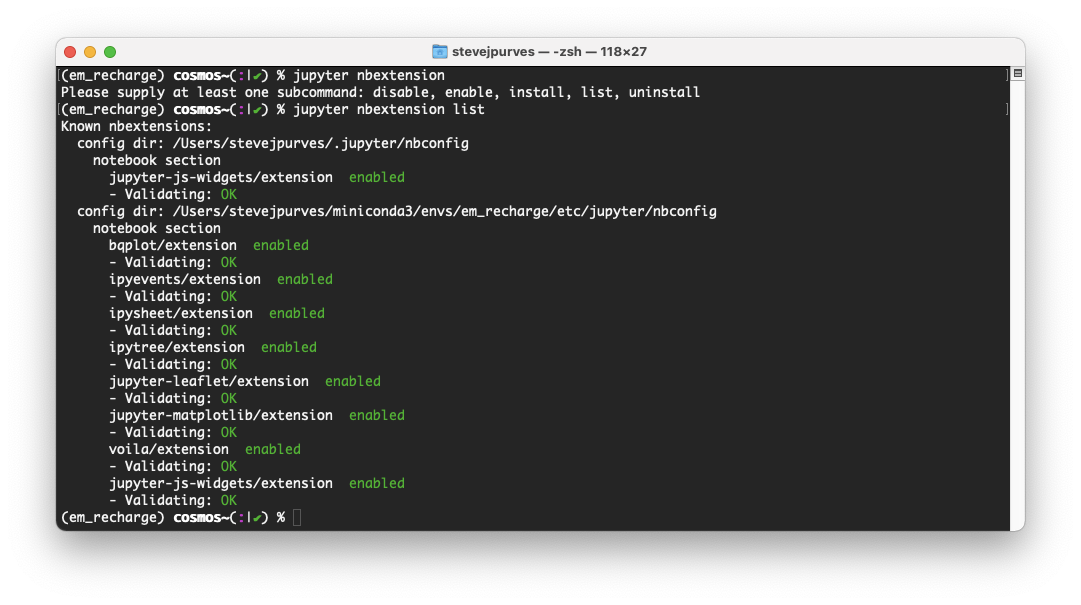 stevejpurves — -zsh — 118×27
[(em_recharge) cosmos~(:|✔) % jupyter nbextension ]
Please supply at least one subcommand: disable, enable, install, list, uninstall
[(em_recharge) cosmos~(:|✔) % jupyter nbextension list ]
Known nbextensions:
  config dir: /Users/stevejpurves/.jupyter/nbconfig
    notebook section
      jupyter-js-widgets/extension  enabled
      - Validating: OK
  config dir: /Users/stevejpurves/miniconda3/envs/em_recharge/etc/jupyter/nbconfig
    notebook section
      bqplot/extension  enabled
      - Validating: OK
      ipyevents/extension  enabled
      - Validating: OK
      ipysheet/extension  enabled
      - Validating: OK
      ipytree/extension  enabled
      - Validating: OK
      jupyter-leaflet/extension  enabled
      - Validating: OK
      jupyter-matplotlib/extension  enabled
      - Validating: OK
      voila/extension  enabled
      - Validating: OK
      jupyter-js-widgets/extension  enabled
      - Validating: OK
(em_recharge) cosmos~(:|✔) %